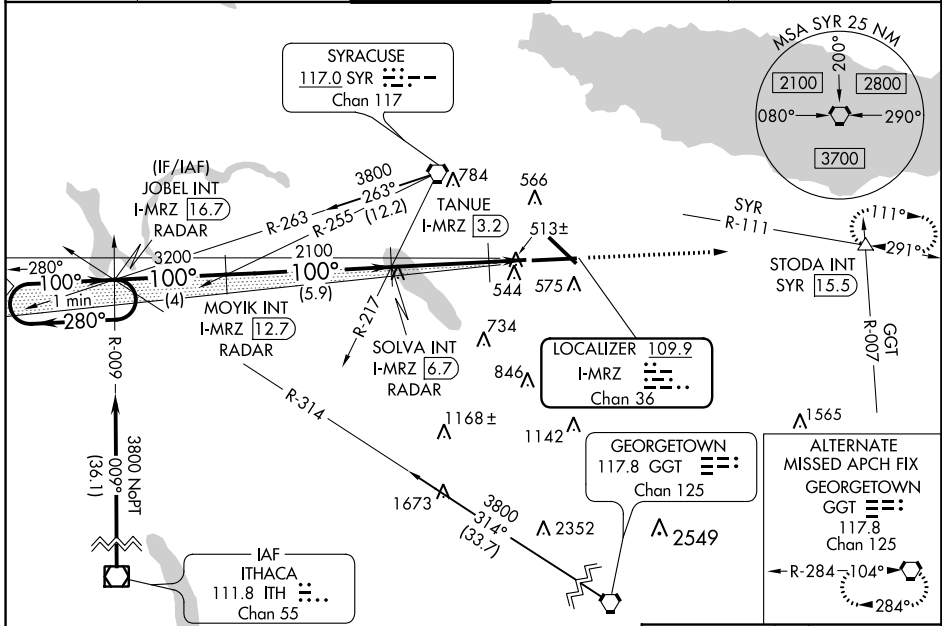 SYRACUSE
117.0 SYR
Chan 117
MSA SYR 25 NM
200°
2100
2800
080°
290°
3700
(IF/IAF)
JOBEL INT
I-MRZ 16.7
RADAR
3800
263°
R-263
R-255
(12.2)
784
566
TANUE
I-MRZ 3.2
513±
SYR
R-111
111°
291°
STODA INT
SYR 15.5
GGT
R-007
280°
100°
3200
100°
(4)
2100
100°
(5.9)
544
575
1 min
280°
MOYIK INT
I-MRZ 12.7
RADAR
R-217
SOLVA INT
I-MRZ 6.7
RADAR
734
846
LOCALIZER 109.9
I-MRZ
Chan 36
R-009
R-314
1168 ±
1142
1565
3800 NoPT
009°
(36.1)
GEORGETOWN
117.8 GGT
Chan 125
1673
3800
314°
(33.7)
2352
2549
ALTERNATE
MISSED APCH FIX
GEORGETOWN
GGT
117.8
Chan 125
R-284
104°
284°
IAF
ITHACA
111.8 ITH
Chan 55